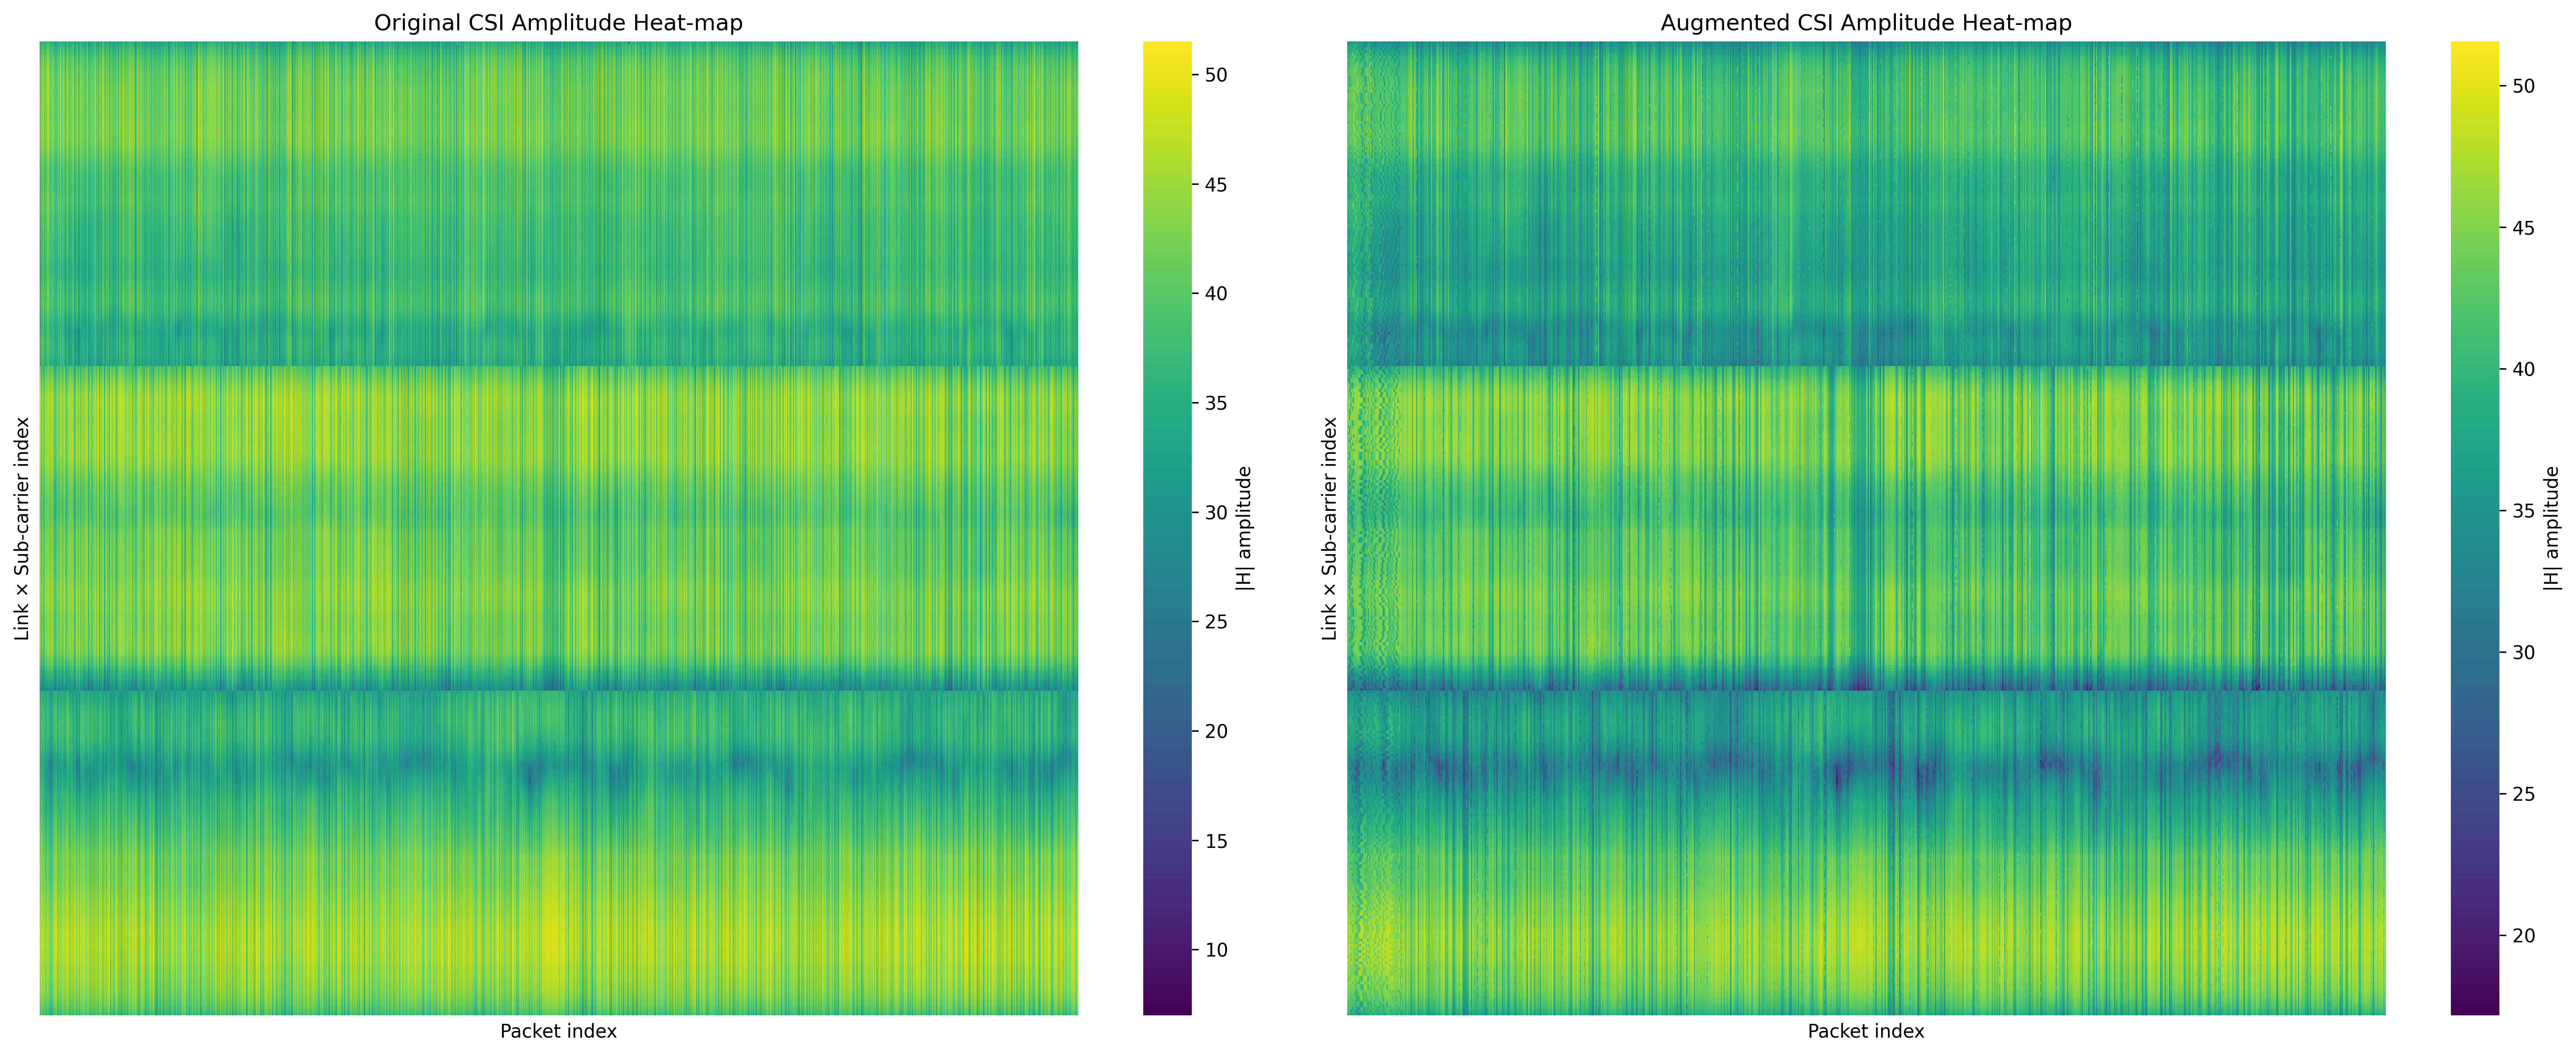 Original CSI Amplitude Heat-map
Link × Sub-carrier index
Packet index
50
45
40
35
30
25
20
15
10
|H| amplitude
Augmented CSI Amplitude Heat-map
Link × Sub-carrier index
Packet index
50
45
40
35
30
25
20
|H| amplitude